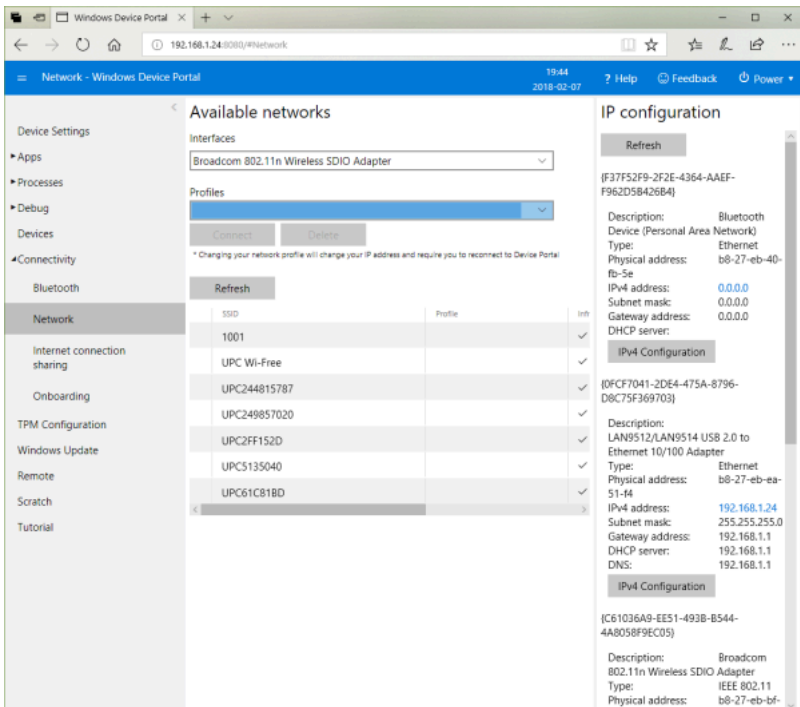 Windows Device Portal
192.168.1.24:8080/#Network
Network - Windows Device Portal
19:44
2018-02-07
? Help
Feedback
Power
Device Settings
Apps
Processes
Debug
Devices
Connectivity
Bluetooth
Network
Internet connection
sharing
Onboarding
TPM Configuration
Windows Update
Remote
Scratch
Tutorial
Available networks
Interfaces
Broadcom 802.11n Wireless SDIO Adapter
Profiles
Connect Delete
* Changing your network profile will change your IP address and require you to reconnect to Device Portal
Refresh
SSID Profile Infr
1001
UPC Wi-Free
UPC244815787
UPC249857020
UPC2FF152D
UPC5135040
UPC61C81BD
IP configuration
Refresh
{F37F52F9-2F2E-4364-AAEF-
F962D5B426B4}
Description: Bluetooth
Device (Personal Area Network)
Type: Ethernet
Physical address: b8-27-eb-40-
fb-5e
IPv4 address: 0.0.0.0
Subnet mask: 0.0.0.0
Gateway address: 0.0.0.0
DHCP server:
IPv4 Configuration
{0FCF7041-2DE4-475A-8796-
D8C75F369703}
Description:
LAN9512/LAN9514 USB 2.0 to
Ethernet 10/100 Adapter
Type: Ethernet
Physical address: b8-27-eb-ea-
51-f4
IPv4 address: 192.168.1.24
Subnet mask: 255.255.255.0
Gateway address: 192.168.1.1
DHCP server: 192.168.1.1
DNS: 192.168.1.1
IPv4 Configuration
{C61036A9-EE51-493B-B544-
4A8058F9EC05}
Description: Broadcom
802.11n Wireless SDIO Adapter
Type: IEEE 802.11
Physical address: b8-27-eb-bf-